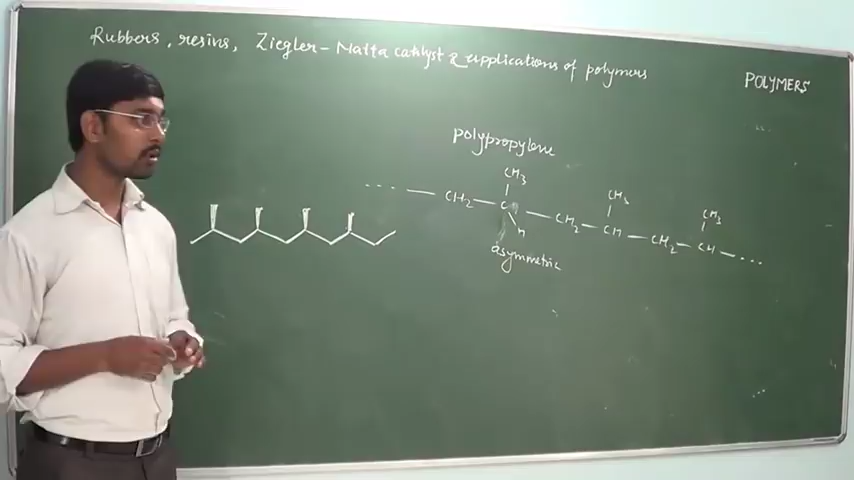 Rubbers, resins, Ziegler-Natta catalyst & applications of polymers
POLYMERS
polypropylene
CH3 CH3 CH3
.... — CH2 — C — CH2 — CH — CH2 — CH — ....
H
asymmetric